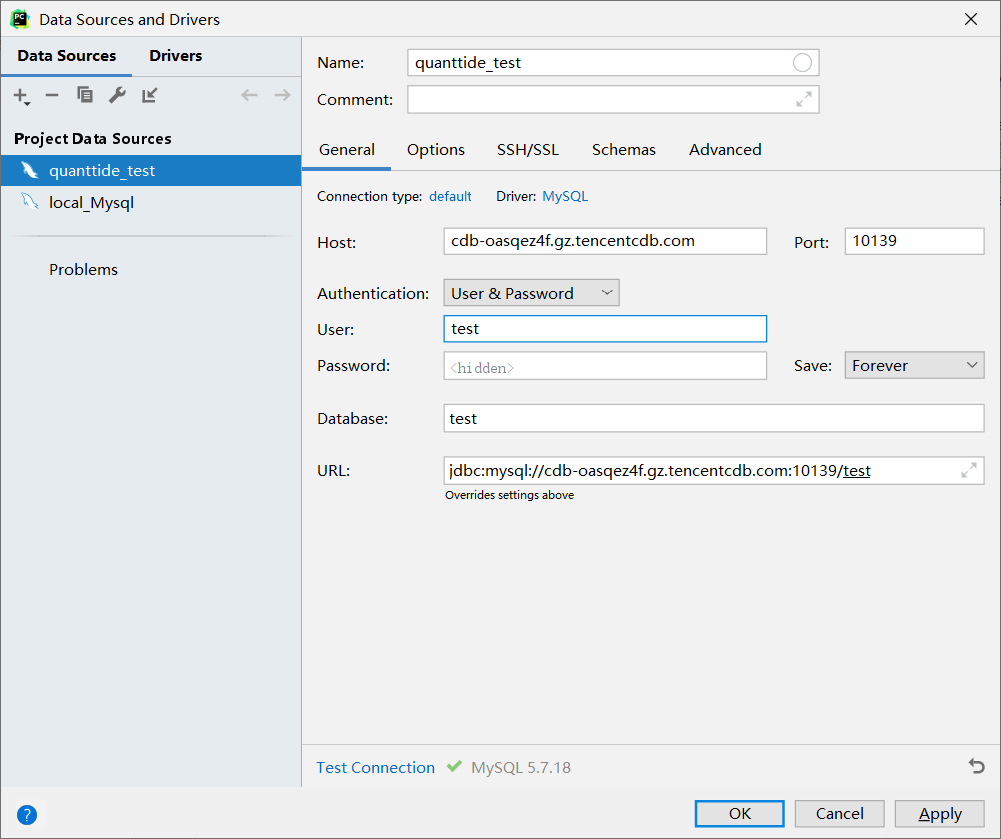 PC
Data Sources and Drivers
Data Sources
Drivers
Project Data Sources
quanttide_test
local_Mysql
Problems
Name:
quanttide_test
Comment:
General
Options
SSH/SSL
Schemas
Advanced
Connection type:
default
Driver:
MySQL
Host:
cdb-oasqez4f.gz.tencentcdb.com
Port:
10139
Authentication:
User & Password
User:
test
Password:
<hidden>
Save:
Forever
Database:
test
URL:
jdbc:mysql://cdb-oasqez4f.gz.tencentcdb.com:10139/test
Overrides settings above
Test Connection
MySQL 5.7.18
?
OK
Cancel
Apply